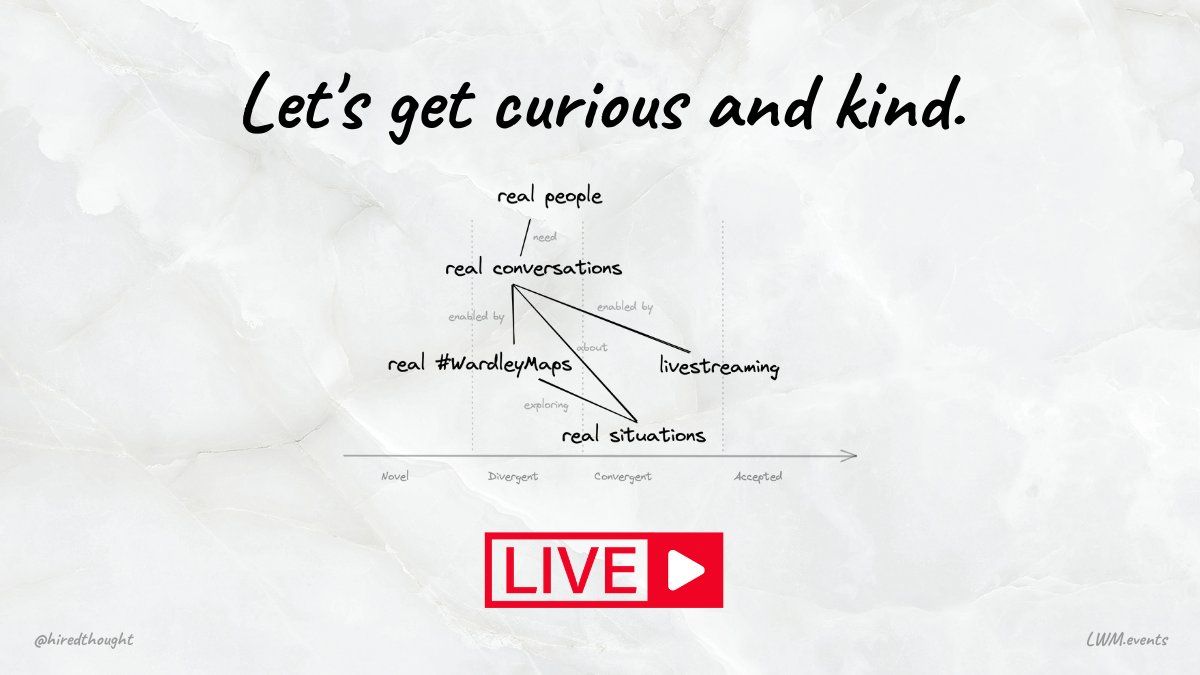 Let's get curious and kind.
real people
need
real conversations
enabled by
enabled by
about
real #WardleyMaps
livestreaming
exploring
real situations
Novel
Divergent
Convergent
Accepted
LIVE
@hiredthought
LWM.events